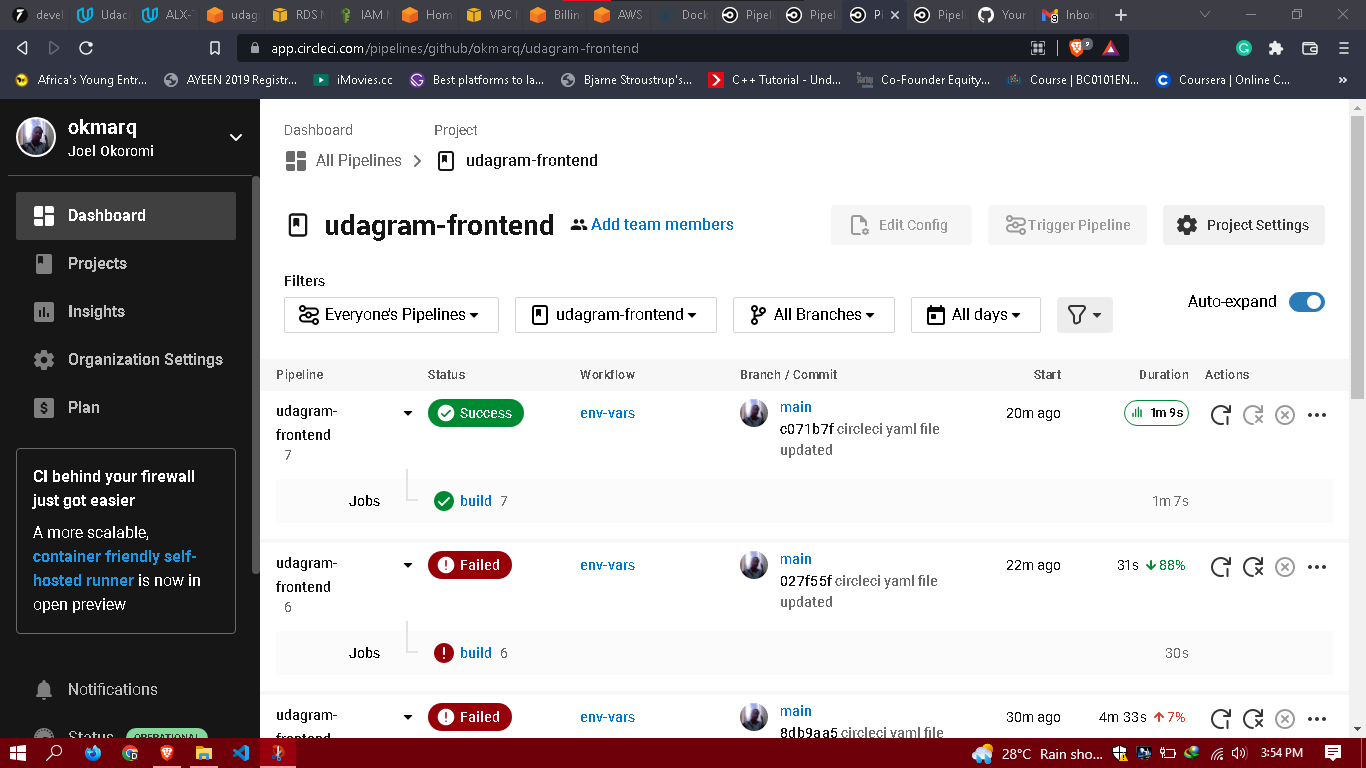 devel
Udac
ALX-T
udag
RDS M
IAM M
Hom
VPC M
Billin
AWS
Dock
Pipel
Pipel
Pi
Pipel
Your
Inbo
app.circleci.com/pipelines/github/okmarq/udagram-frontend
2
Africa's Young Entr...
AYEEN 2019 Registr...
iMovies.cc
Best platforms to la...
Bjarne Stroustrup's...
C++ Tutorial - Und...
Co-Founder Equity...
Course | BC0101EN...
Coursera | Online C...
»
okmarq
Joel Okoromi
Dashboard
Projects
Insights
Organization Settings
Plan
CI behind your firewall
just got easier
A more scalable,
container friendly self-
hosted runner is now in
open preview
Notifications
Status OPERATIONAL
Dashboard
Project
All Pipelines
udagram-frontend
udagram-frontend
Add team members
Edit Config
Trigger Pipeline
Project Settings
Filters
Everyone's Pipelines
udagram-frontend
All Branches
All days
Auto-expand
Pipeline Status Workflow Branch / Commit Start Duration Actions
udagram-
frontend
7
Success
env-vars
main
c071b7f circleci yaml file
updated
20m ago
1m 9s
Jobs
build 7
1m 7s
udagram-
frontend
6
Failed
env-vars
main
027f55f circleci yaml file
updated
22m ago
31s 88%
Jobs
build 6
30s
udagram-
frontend
Failed
env-vars
main
8db9aa5 circleci yaml file
30m ago
4m 33s 7%
28°C Rain sho...
3:54 PM